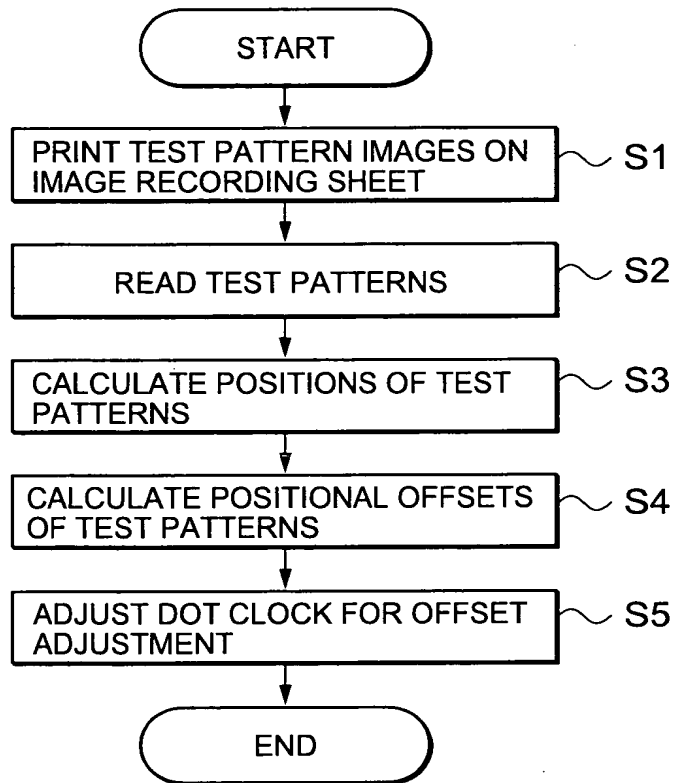 START
PRINT TEST PATTERN IMAGES ON
IMAGE RECORDING SHEET
S1
READ TEST PATTERNS
S2
CALCULATE POSITIONS OF TEST
PATTERNS
S3
CALCULATE POSITIONAL OFFSETS
OF TEST PATTERNS
S4
ADJUST DOT CLOCK FOR OFFSET
ADJUSTMENT
S5
END